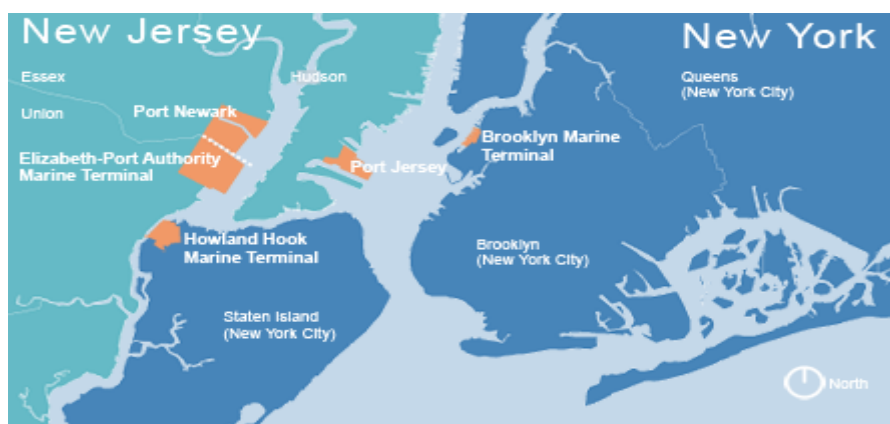 New Jersey
New York
Essex
Hudson
Queens
(New York City)
Union
Port Newark
Brooklyn Marine
Terminal
Elizabeth-Port Authority
Marine Terminal
Port Jersey
Howland Hook
Marine Terminal
Brooklyn
(New York City)
Staten Island
(New York City)
North